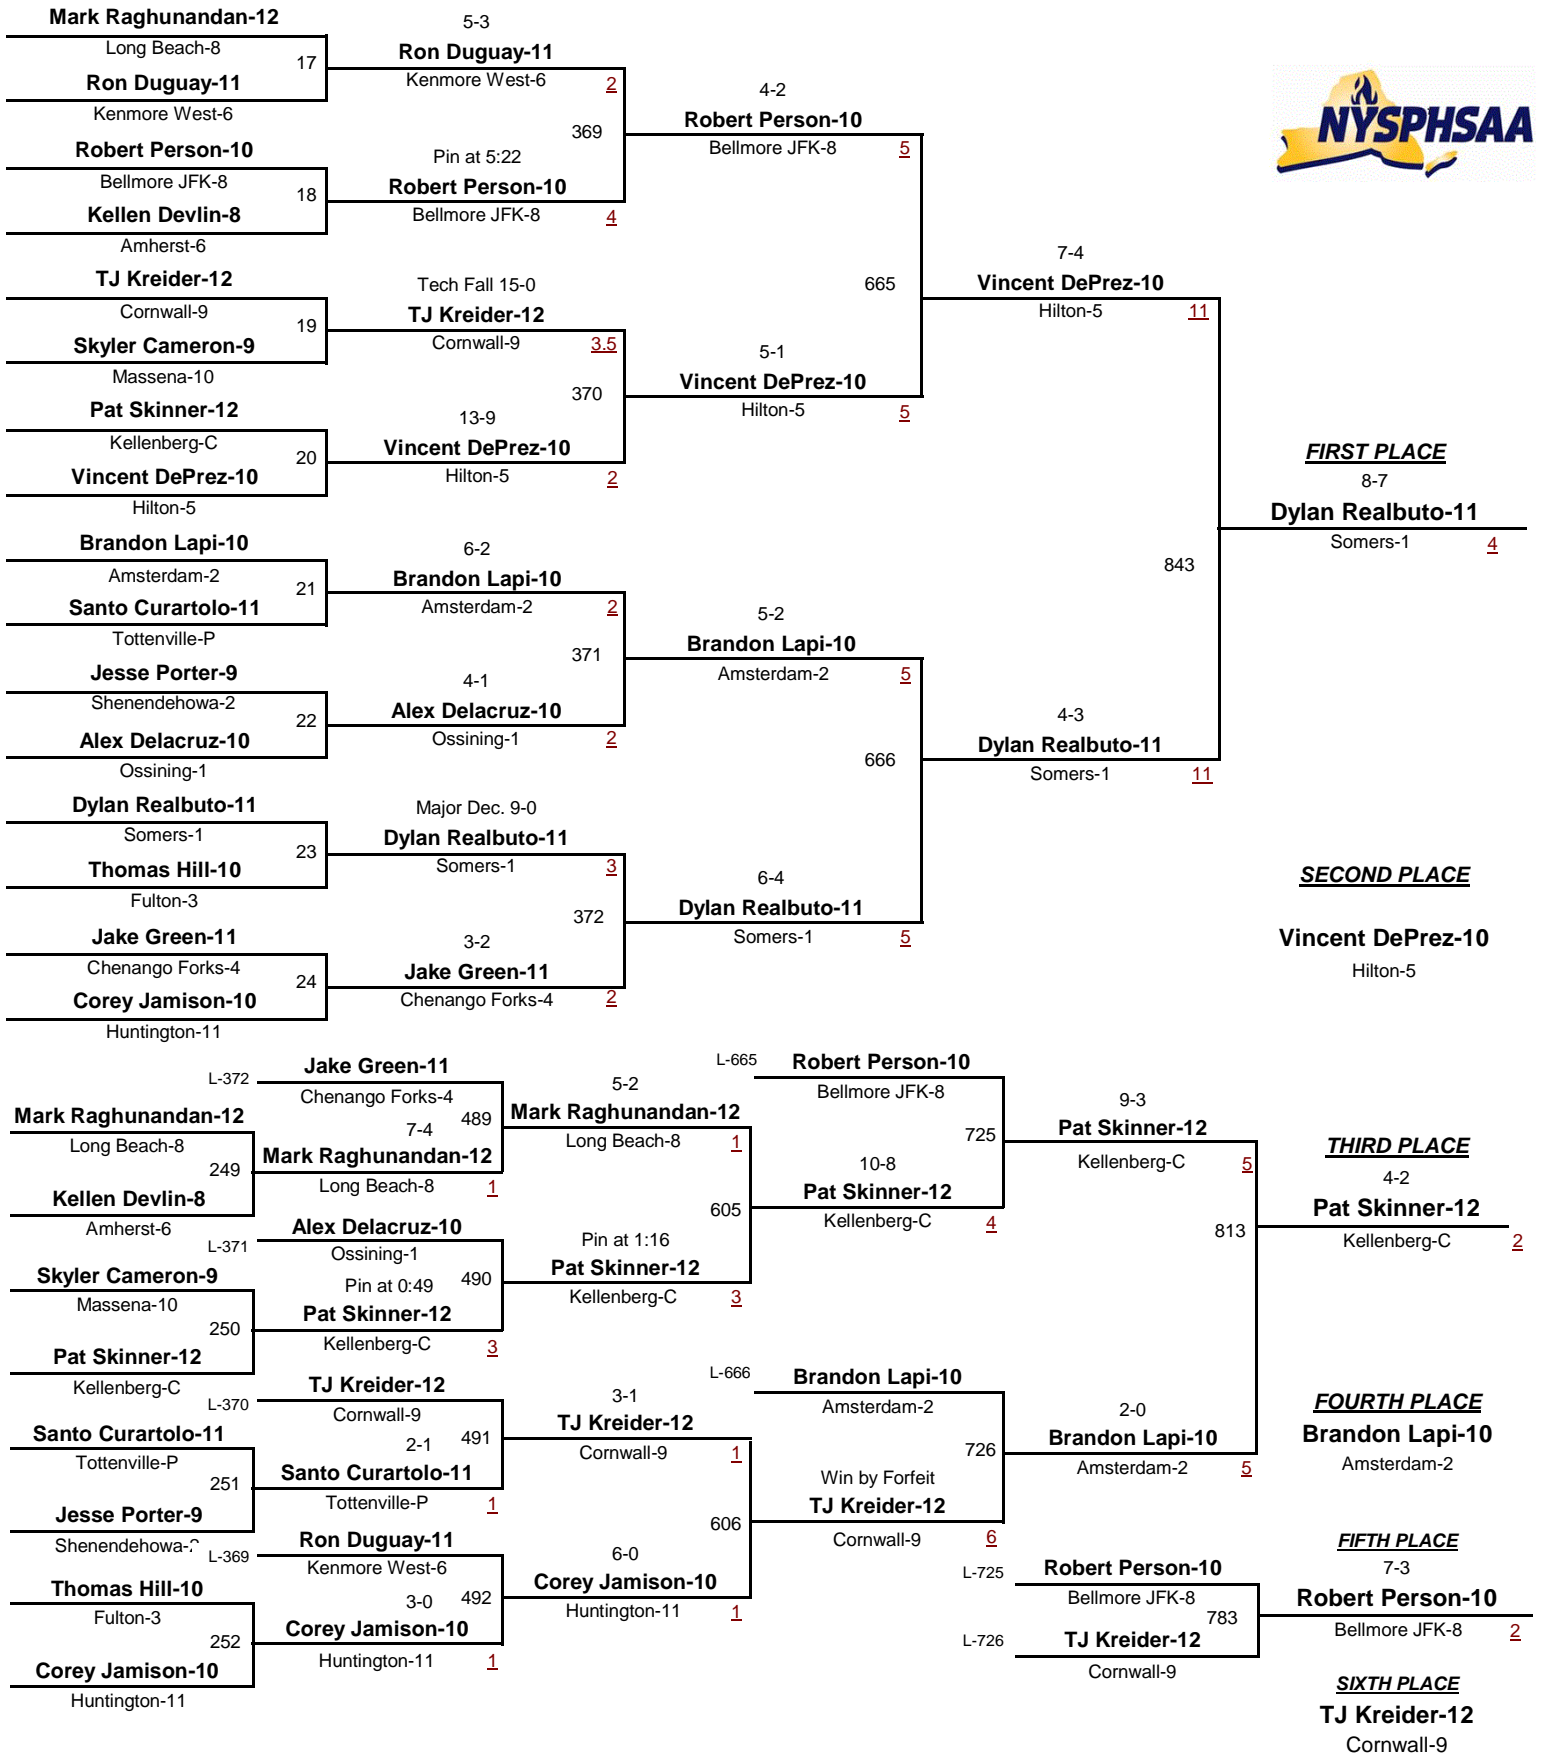 Mark Raghunandan-12
Long Beach-8
17
Ron Duguay-11
Kenmore West-6
Robert Person-10
Bellmore JFK-8
18
Kellen Devlin-8
Amherst-6
TJ Kreider-12
Cornwall-9
19
Skyler Cameron-9
Massena-10
Pat Skinner-12
Kellenberg-C
20
Vincent DePrez-10
Hilton-5
Brandon Lapi-10
Amsterdam-2
21
Santo Curartolo-11
Tottenville-P
Jesse Porter-9
Shenendehowa-2
22
Alex Delacruz-10
Ossining-1
Dylan Realbuto-11
Somers-1
23
Thomas Hill-10
Fulton-3
Jake Green-11
Chenango Forks-4
24
Corey Jamison-10
Huntington-11
5-3
Ron Duguay-11
Kenmore West-6 2
369
Pin at 5:22
Robert Person-10
Bellmore JFK-8 4
Tech Fall 15-0
TJ Kreider-12
Cornwall-9 3.5
370
13-9
Vincent DePrez-10
Hilton-5 2
6-2
Brandon Lapi-10
Amsterdam-2 2
371
4-1
Alex Delacruz-10
Ossining-1 2
Major Dec. 9-0
Dylan Realbuto-11
Somers-1 3
372
3-2
Jake Green-11
Chenango Forks-4 2
4-2
Robert Person-10
Bellmore JFK-8 5
665
5-1
Vincent DePrez-10
Hilton-5 5
5-2
Brandon Lapi-10
Amsterdam-2 5
666
6-4
Dylan Realbuto-11
Somers-1 5
NYSPHSAA
7-4
Vincent DePrez-10
Hilton-5 11
843
4-3
Dylan Realbuto-11
Somers-1 11
FIRST PLACE
8-7
Dylan Realbuto-11
Somers-1 4
SECOND PLACE
Vincent DePrez-10
Hilton-5
Mark Raghunandan-12
Long Beach-8
249
Kellen Devlin-8
Amherst-6
Skyler Cameron-9
Massena-10
250
Pat Skinner-12
Kellenberg-C
Santo Curartolo-11
Tottenville-P
251
Jesse Porter-9
Shenendehowa-2
Thomas Hill-10
Fulton-3
252
Corey Jamison-10
Huntington-11
L-372
Jake Green-11
Chenango Forks-4
489
7-4
Mark Raghunandan-12
Long Beach-8 1
L-371
Alex Delacruz-10
Ossining-1
490
Pin at 0:49
Pat Skinner-12
Kellenberg-C 3
L-370
TJ Kreider-12
Cornwall-9
491
2-1
Santo Curartolo-11
Tottenville-P 1
L-369
Ron Duguay-11
Kenmore West-6
492
3-0
Corey Jamison-10
Huntington-11 1
5-2
Mark Raghunandan-12
Long Beach-8 1
605
Pin at 1:16
Pat Skinner-12
Kellenberg-C 3
3-1
TJ Kreider-12
Cornwall-9 1
606
6-0
Corey Jamison-10
Huntington-11 1
L-665
Robert Person-10
Bellmore JFK-8
725
10-8
Pat Skinner-12
Kellenberg-C 4
L-666
Brandon Lapi-10
Amsterdam-2
726
Win by Forfeit
TJ Kreider-12
Cornwall-9 6
9-3
Pat Skinner-12
Kellenberg-C 5
813
2-0
Brandon Lapi-10
Amsterdam-2 5
THIRD PLACE
4-2
Pat Skinner-12
Kellenberg-C 2
FOURTH PLACE
Brandon Lapi-10
Amsterdam-2
L-725
Robert Person-10
Bellmore JFK-8
783
L-726
TJ Kreider-12
Cornwall-9
FIFTH PLACE
7-3
Robert Person-10
Bellmore JFK-8 2
SIXTH PLACE
TJ Kreider-12
Cornwall-9